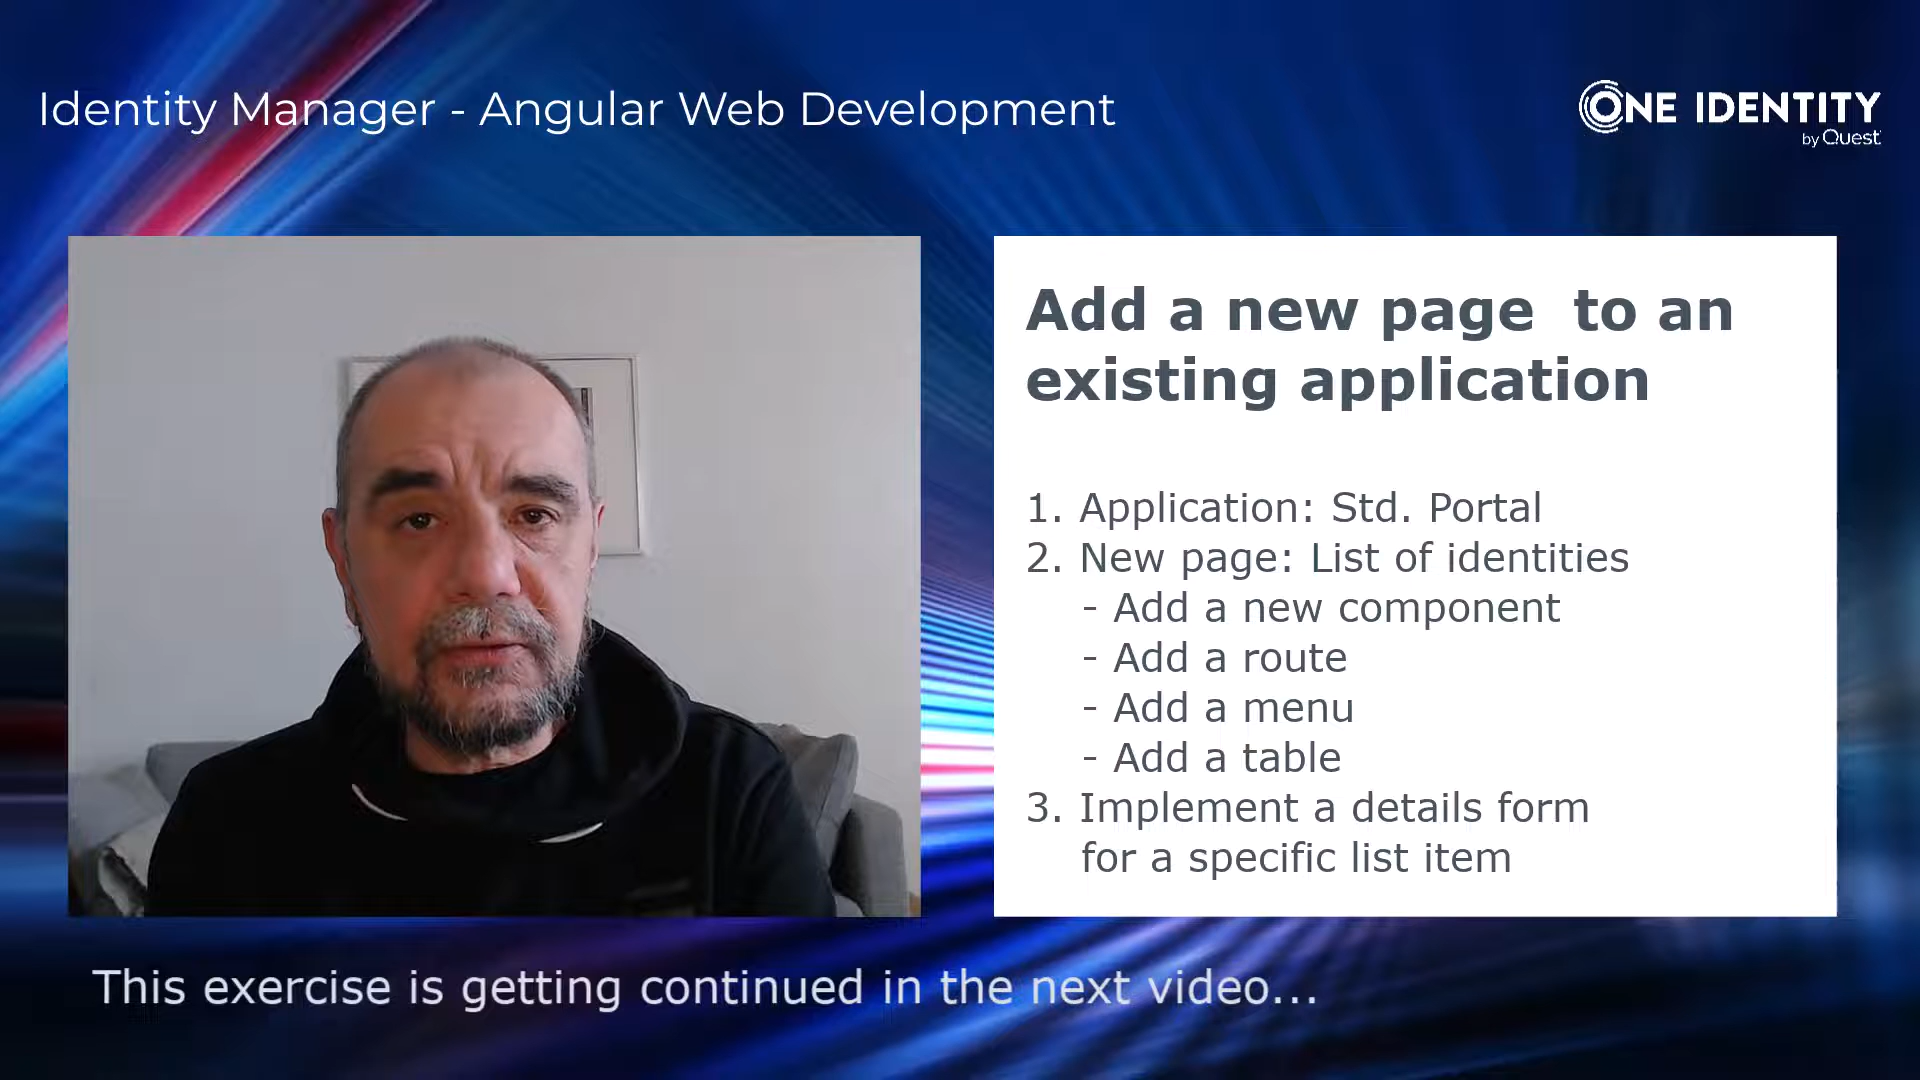 Identity Manager - Angular Web Development
ONE IDENTITY
by Quest
Add a new page to an
existing application
1. Application: Std. Portal
2. New page: List of identities
- Add a new component
- Add a route
- Add a menu
- Add a table
3. Implement a details form
for a specific list item
This exercise is getting continued in the next video...